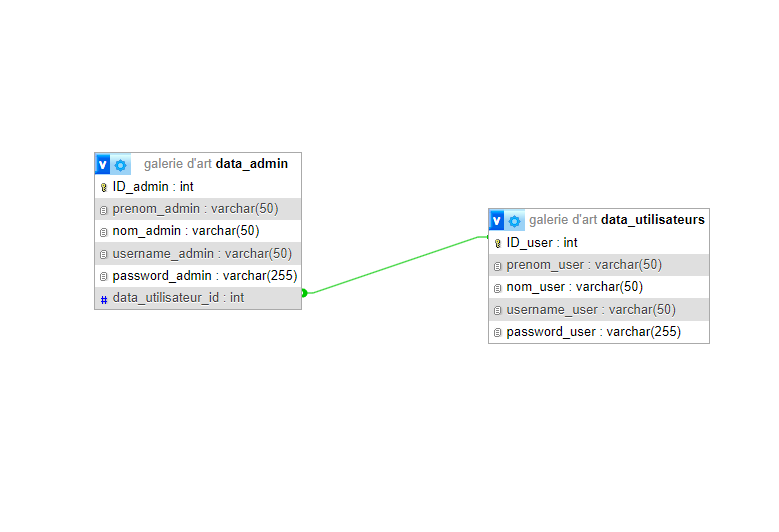 v galerie d'art data_admin
ID_admin : int
prenom_admin : varchar(50)
nom_admin : varchar(50)
username_admin : varchar(50)
password_admin : varchar(255)
# data_utilisateur_id : int
v galerie d'art data_utilisateurs
ID_user : int
prenom_user : varchar(50)
nom_user : varchar(50)
username_user : varchar(50)
password_user : varchar(255)